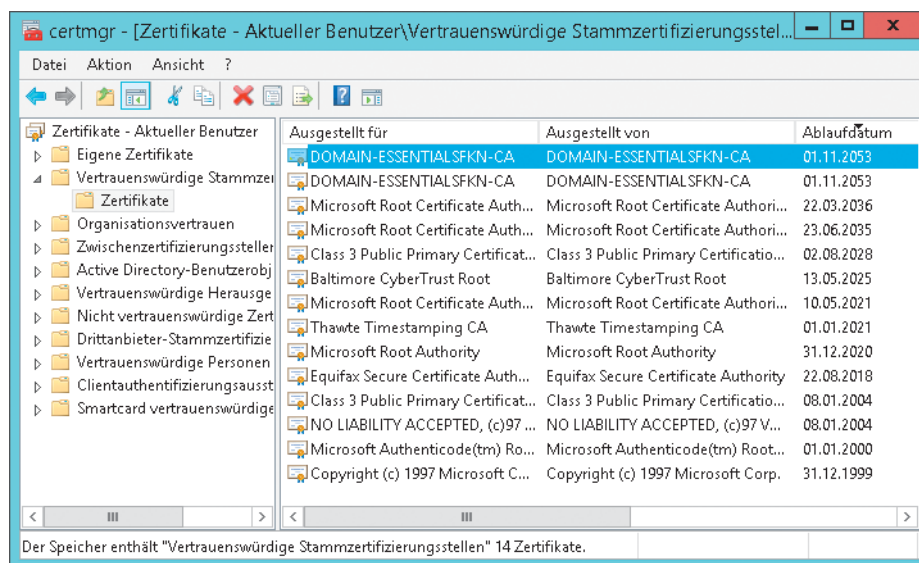 certmgr - [Zertifikate - Aktueller Benutzer\Vertrauenswürdige Stammzertifizierungsstel...
Datei Aktion Ansicht ?
Zertifikate - Aktueller Benutzer
Eigene Zertifikate
Vertrauenswürdige Stammzei
Zertifikate
Organisationsvertrauen
Zwischenzertifizierungssteller
Active Directory-Benutzerobj
Vertrauenswürdige Herausge
Nicht vertrauenswürdige Zert
Drittanbieter-Stammzertifizie
Vertrauenswürdige Personen
Clientauthentifizierungsausst
Smartcard vertrauenswürdige
Ausgestellt für Ausgestellt von Ablaufdatum
DOMAIN-ESSENTIALSFKN-CA DOMAIN-ESSENTIALSFKN-CA 01.11.2053
DOMAIN-ESSENTIALSFKN-CA DOMAIN-ESSENTIALSFKN-CA 01.11.2053
Microsoft Root Certificate Auth... Microsoft Root Certificate Authori... 22.03.2036
Microsoft Root Certificate Auth... Microsoft Root Certificate Authori... 23.06.2035
Class 3 Public Primary Certificat... Class 3 Public Primary Certificatio... 02.08.2028
Baltimore CyberTrust Root Baltimore CyberTrust Root 13.05.2025
Microsoft Root Certificate Auth... Microsoft Root Certificate Authori... 10.05.2021
Thawte Timestamping CA Thawte Timestamping CA 01.01.2021
Microsoft Root Authority Microsoft Root Authority 31.12.2020
Equifax Secure Certificate Auth... Equifax Secure Certificate Authority 22.08.2018
Class 3 Public Primary Certificat... Class 3 Public Primary Certificatio... 08.01.2004
NO LIABILITY ACCEPTED, (c)97 ... NO LIABILITY ACCEPTED, (c)97 V... 08.01.2004
Microsoft Authenticode(tm) Ro... Microsoft Authenticode(tm) Root... 01.01.2000
Copyright (c) 1997 Microsoft C... Copyright (c) 1997 Microsoft Corp. 31.12.1999
Der Speicher enthält "Vertrauenswürdige Stammzertifizierungsstellen" 14 Zertifikate.